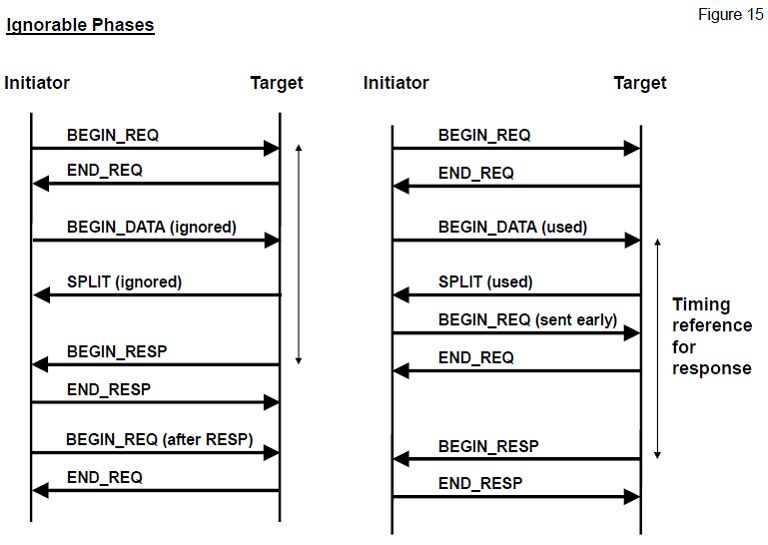 Figure 15
Ignorable Phases
Initiator
Target
BEGIN_REQ
END_REQ
BEGIN_DATA (ignored)
SPLIT (ignored)
BEGIN_RESP
END_RESP
BEGIN_REQ (after RESP)
END_REQ
Initiator
Target
BEGIN_REQ
END_REQ
BEGIN_DATA (used)
SPLIT (used)
BEGIN_REQ (sent early)
END_REQ
BEGIN_RESP
END_RESP
Timing
reference
for
response